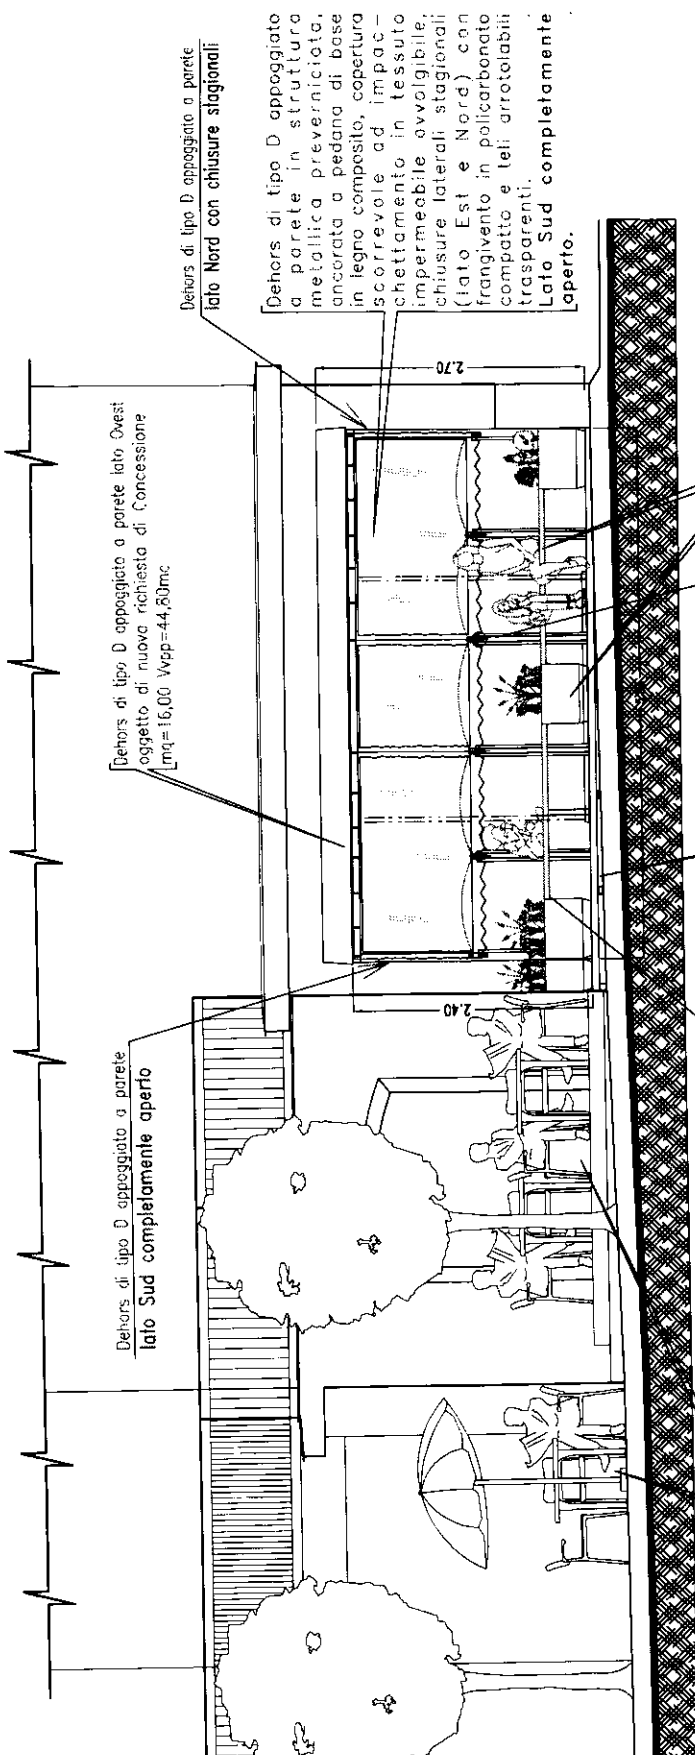 Dehors di tipo D appoggiato a parete
lato Sud completamente aperto
Dehors di tipo D appoggiato a parete lato Ovest
oggetto di nuova richiesta di Concessione
mq=16,00 Vvpp=44,80mc
Dehors di tipo D appoggiato a parete
lato Nord con chiusure stagionali
Dehors di tipo D appoggiato
a parete in struttura
metallica preverniciata,
ancorata a pedana di base
in legno composito, copertura
scorrevole ad impac-
chettamento in tessuto
impermeabile avvolgibile,
chiusure laterali stagionali
(lato Est e Nord) con
frangivento in policarbonato
compatto e teli arrotolabili
trasparenti.
Lato Sud completamente
aperto.
2.40
2.70